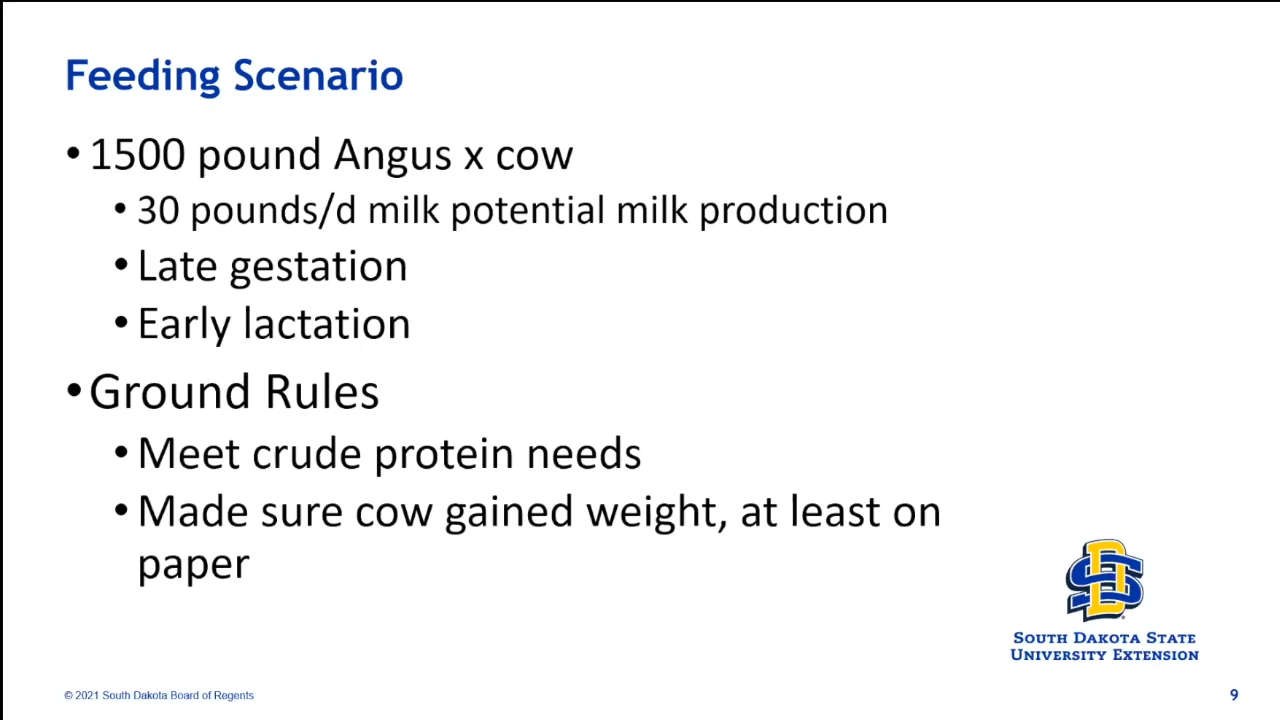 Feeding Scenario
• 1500 pound Angus x cow
• 30 pounds/d milk potential milk production
• Late gestation
• Early lactation
• Ground Rules
• Meet crude protein needs
• Made sure cow gained weight, at least on
paper
SOUTH DAKOTA STATE
UNIVERSITY EXTENSION
© 2021 South Dakota Board of Regents
9